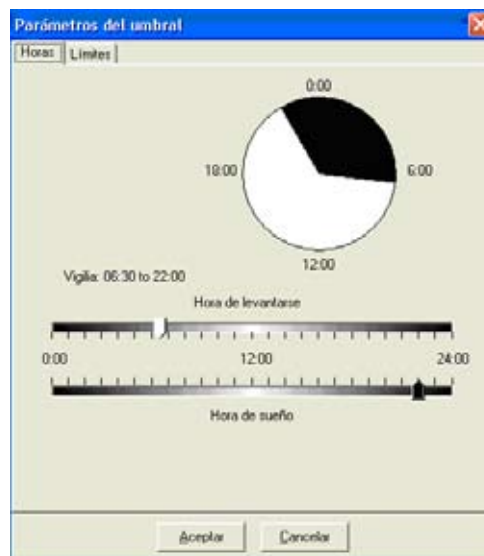 Parámetros del umbral
Horas Límites
0:00
18:00 6:00
12:00
Vigilia: 06:30 to 22:00
Hora de levantarse
0:00 12:00 24:00
Hora de sueño
Aceptar Cancelar